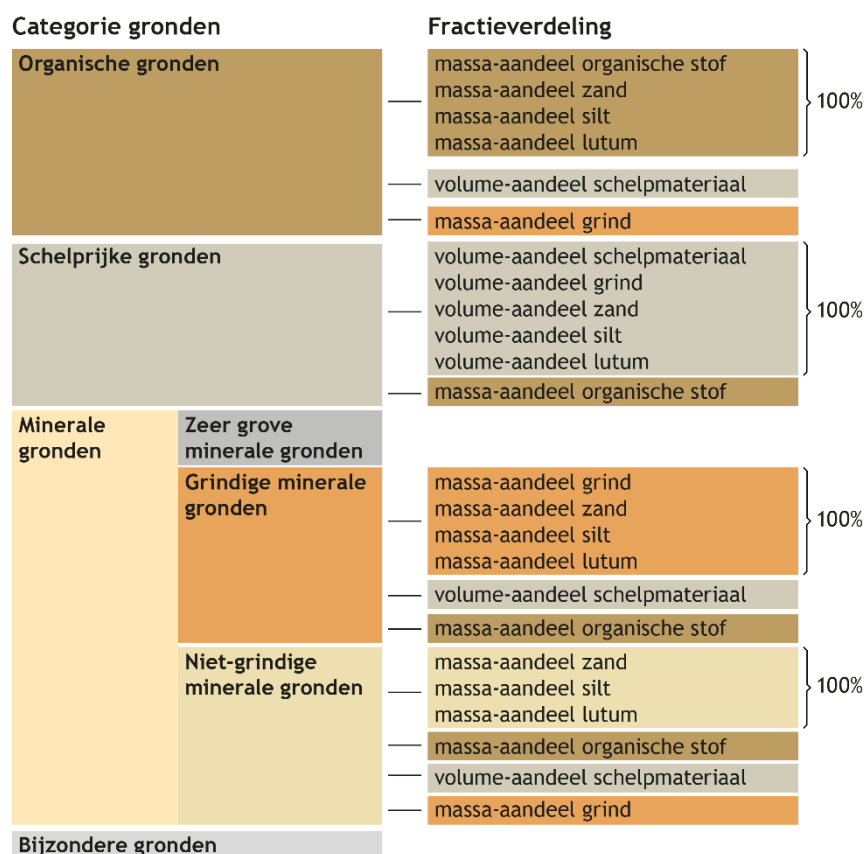 Categorie gronden
Fractieverdeling
Organische gronden
massa-aandeel organische stof
massa-aandeel zand
massa-aandeel silt
massa-aandeel lutum
100%
volume-aandeel schelpmateriaal
massa-aandeel grind
Schelprijke gronden
volume-aandeel schelpmateriaal
volume-aandeel grind
volume-aandeel zand
volume-aandeel silt
volume-aandeel lutum
100%
massa-aandeel organische stof
Minerale
gronden
Zeer grove
minerale gronden
Grindige minerale
gronden
massa-aandeel grind
massa-aandeel zand
massa-aandeel silt
massa-aandeel lutum
100%
volume-aandeel schelpmateriaal
massa-aandeel organische stof
Niet-grindige
minerale gronden
massa-aandeel zand
massa-aandeel silt
massa-aandeel lutum
100%
massa-aandeel organische stof
volume-aandeel schelpmateriaal
massa-aandeel grind
Bijzondere gronden